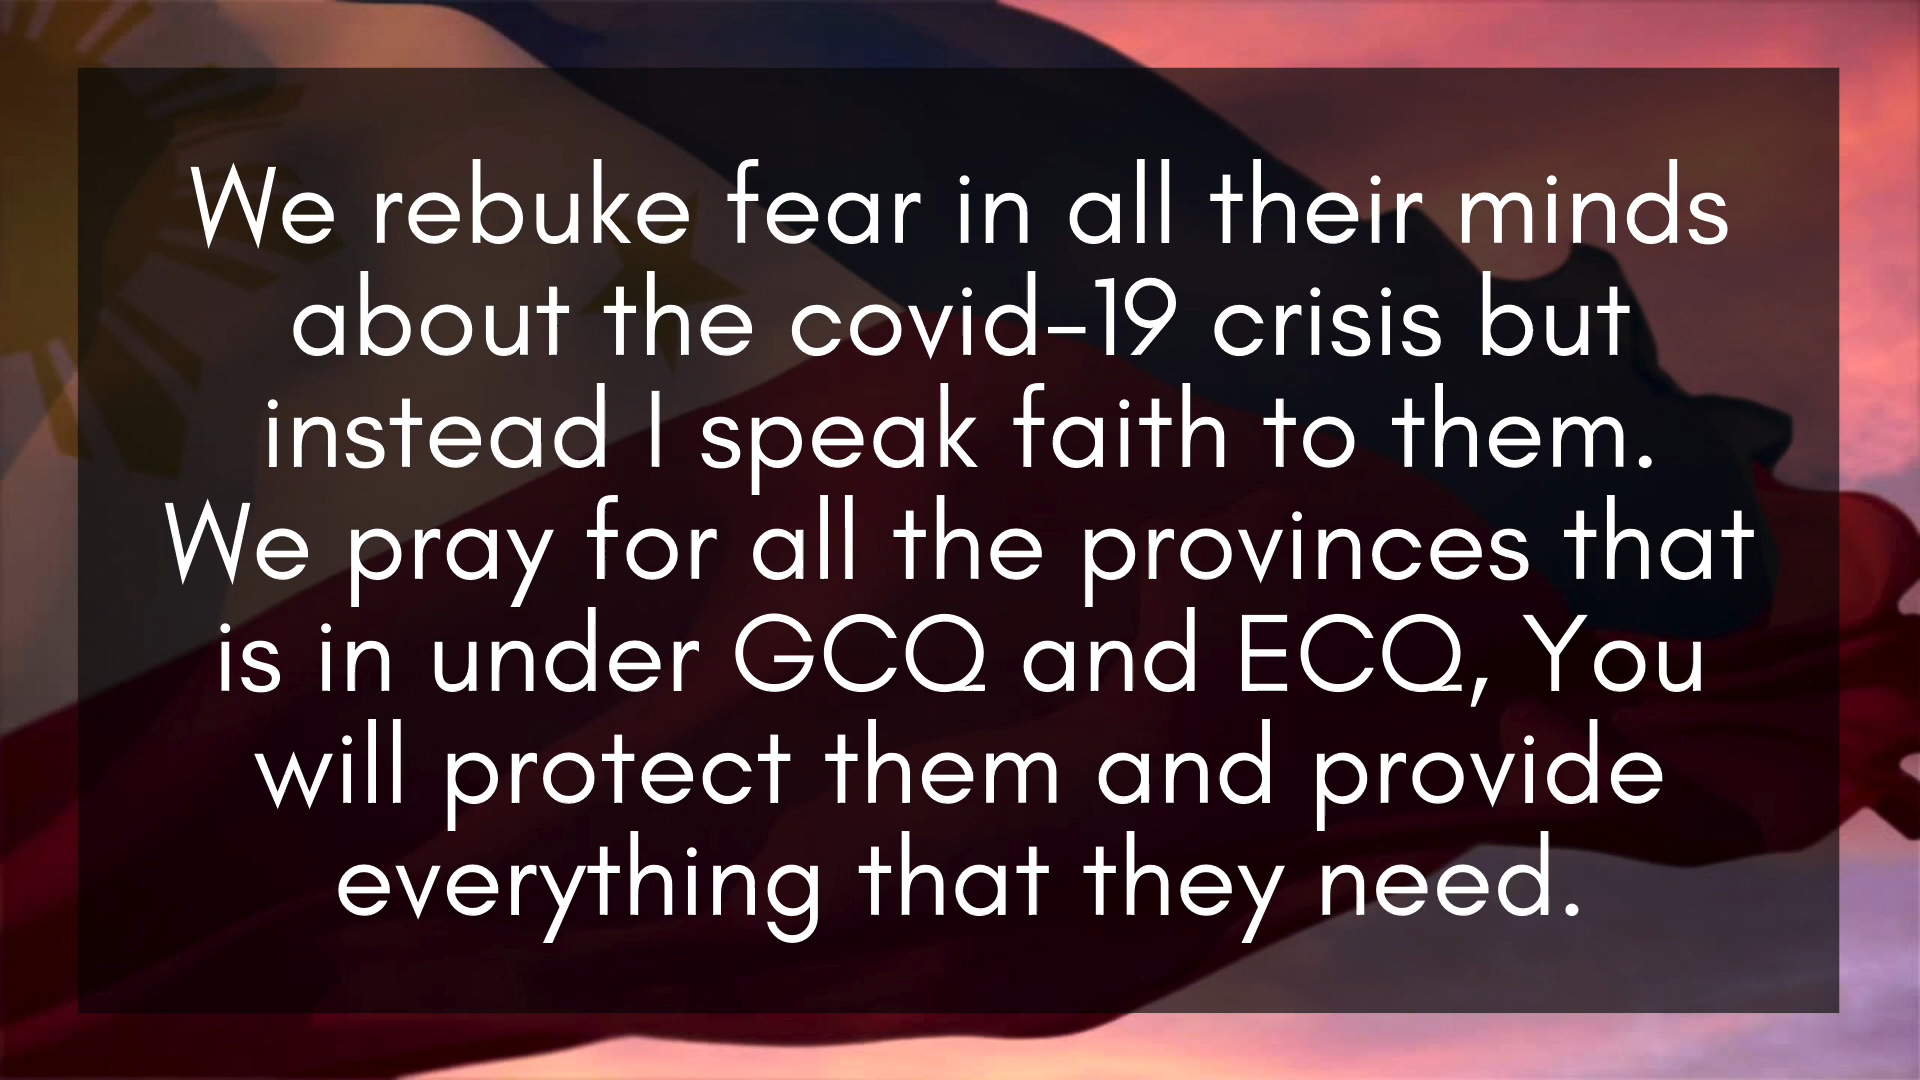 We rebuke fear in all their minds
about the covid-19 crisis but
instead I speak faith to them.
We pray for all the provinces that
is in under GCQ and ECQ, You
will protect them and provide
everything that they need.